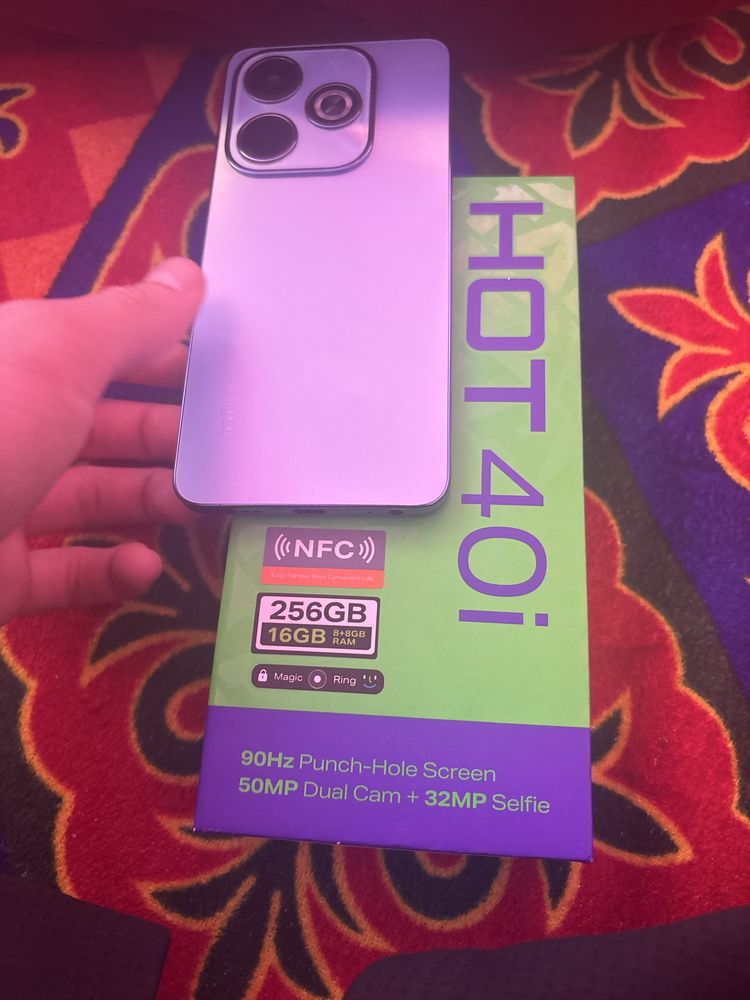 HOT 40i
NFC
256GB
16GB 8+8GB RAM
Magic Ring
90Hz Punch-Hole Screen
50MP Dual Cam + 32MP Selfie